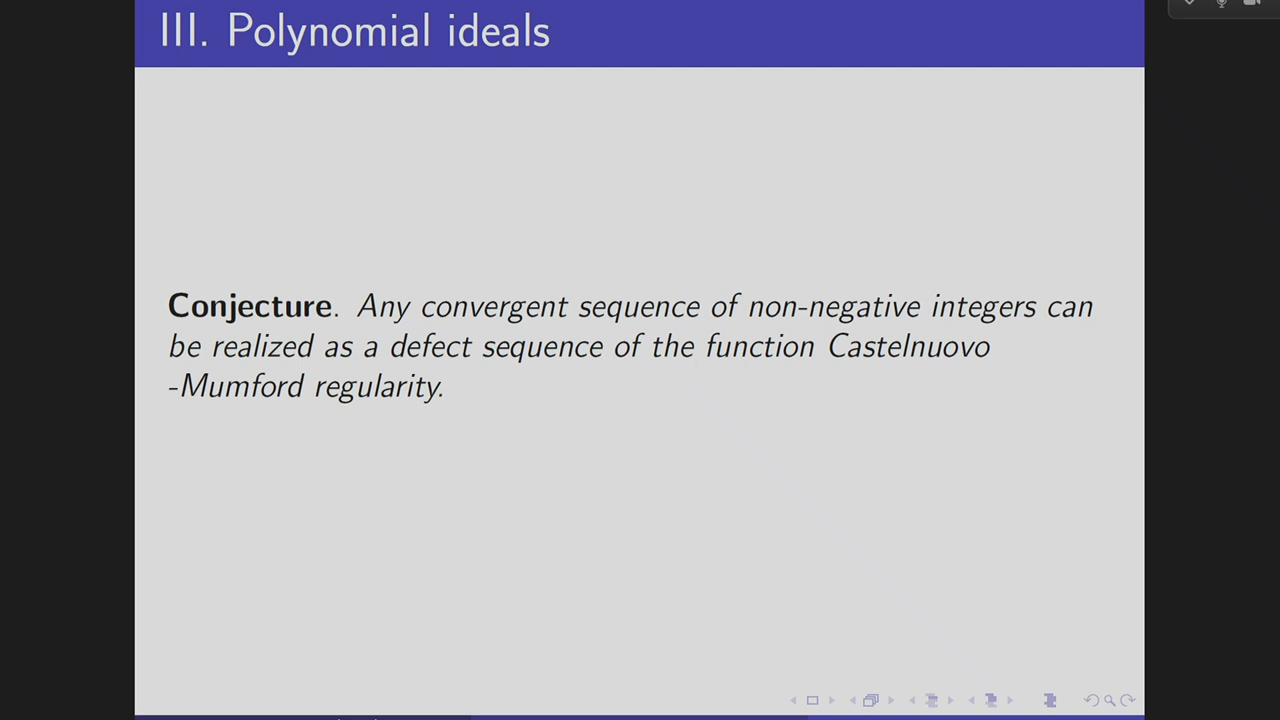 III. Polynomial ideals
Conjecture. Any convergent sequence of non-negative integers can
be realized as a defect sequence of the function Castelnuovo
-Mumford regularity.